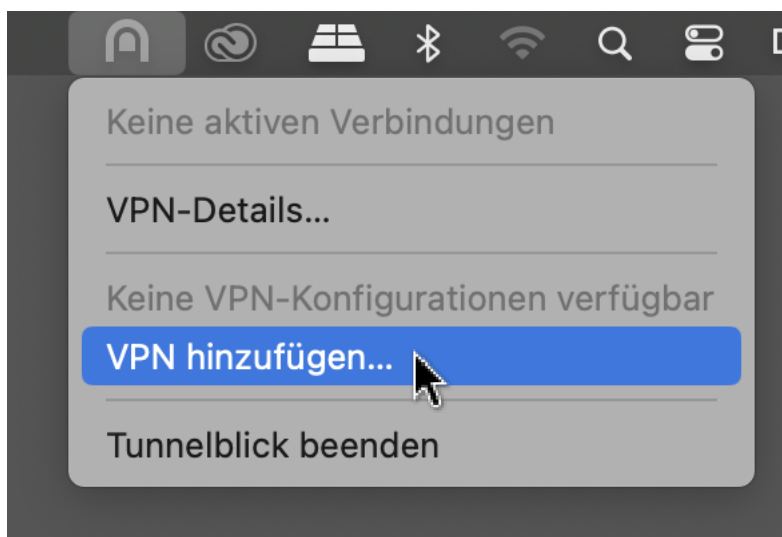 Keine aktiven Verbindungen
VPN-Details...
Keine VPN-Konfigurationen verfügbar
VPN hinzufügen...
Tunnelblick beenden